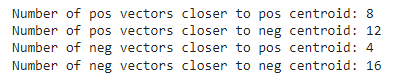 Number of pos vectors closer to pos centroid: 8
Number of pos vectors closer to neg centroid: 12
Number of neg vectors closer to pos centroid: 4
Number of neg vectors closer to neg centroid: 16